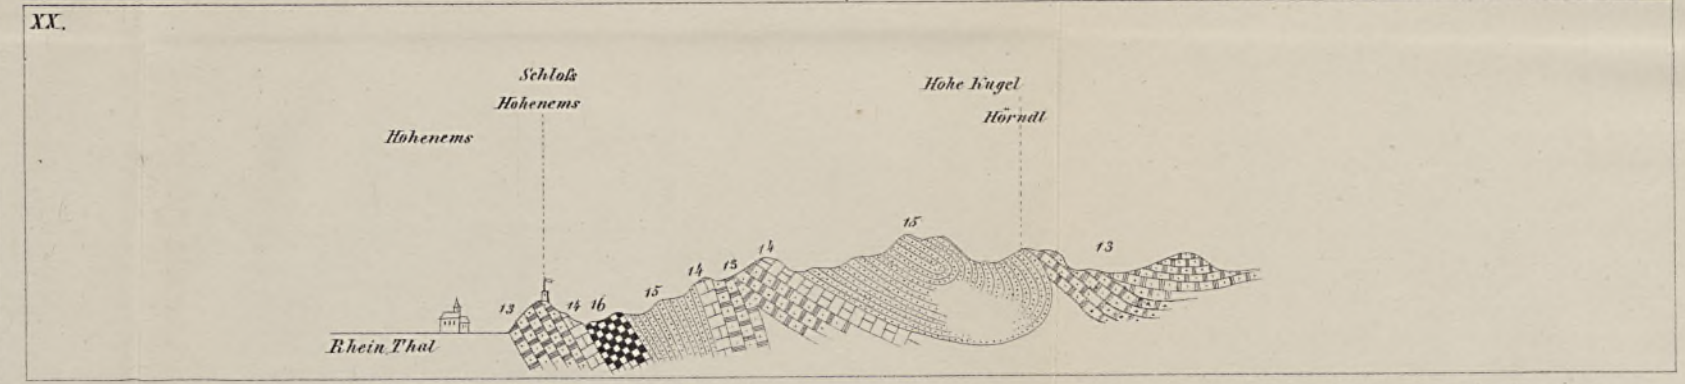 XX.
Schloß
Hohenems
Hohenems
Hohe Kugel
Hörndl
13
14
16
15
14
13
14
15
13
Rhein Thal